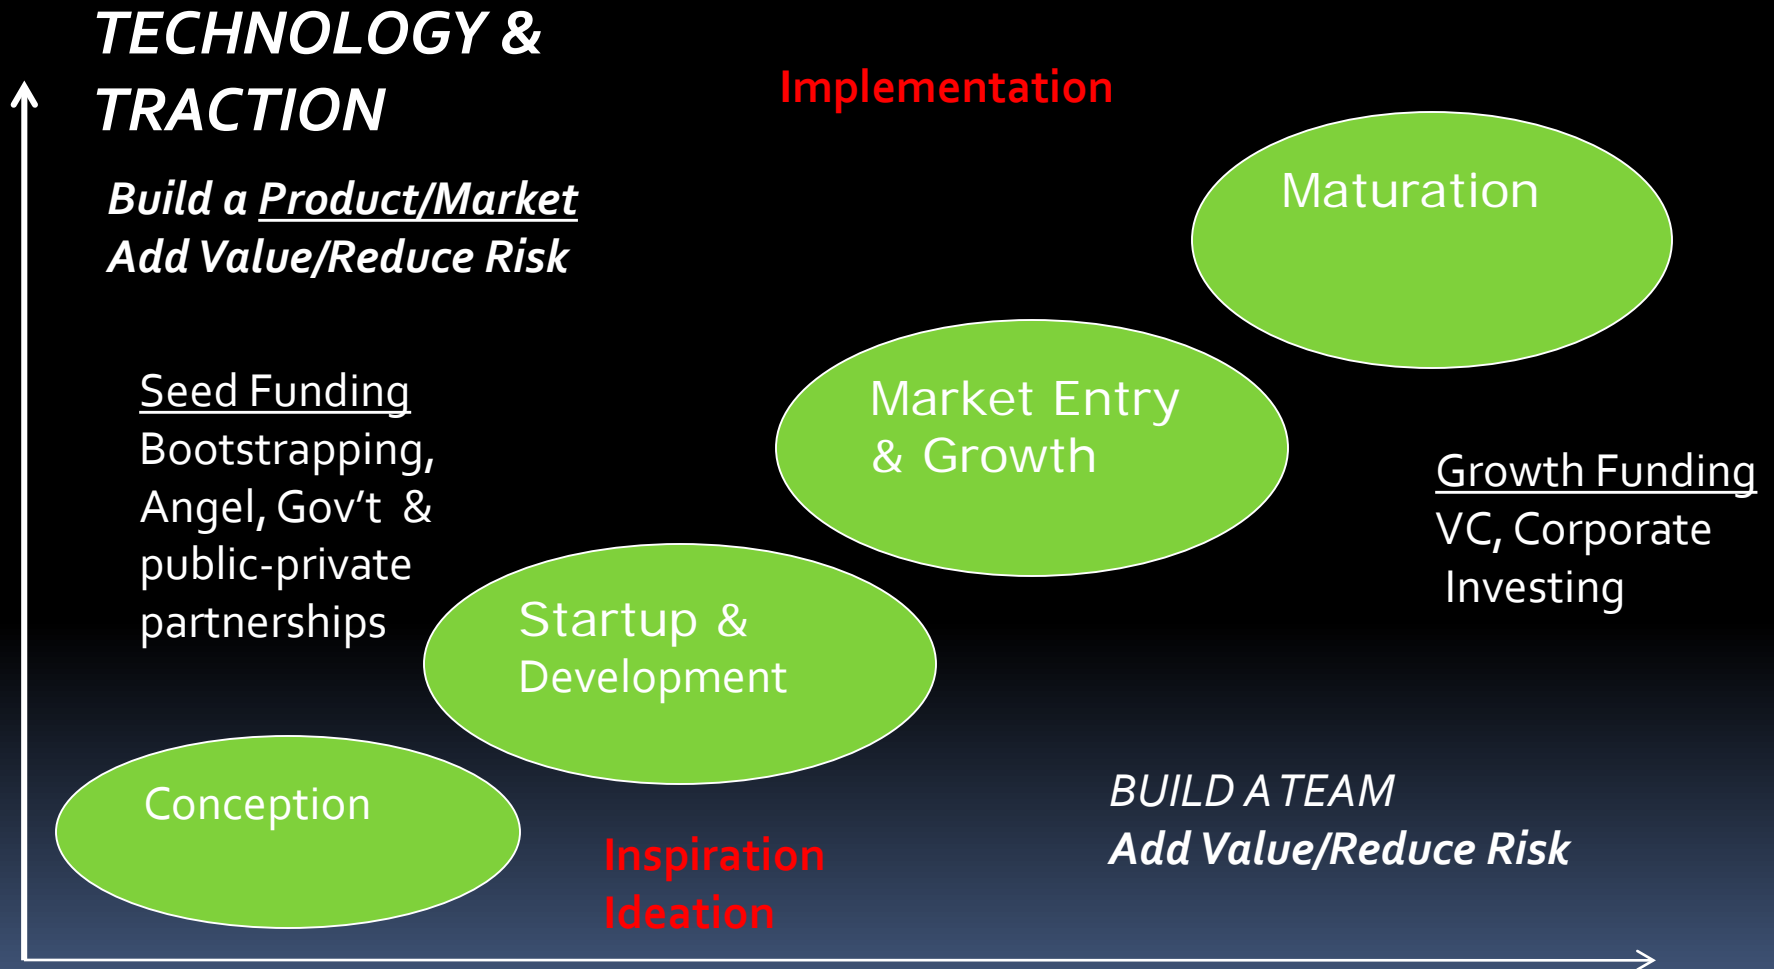 TECHNOLOGY &
TRACTION
Implementation
Build a Product/Market
Add Value/Reduce Risk
Maturation
Seed Funding
Bootstrapping,
Angel, Gov't &
public-private
partnerships
Market Entry
& Growth
Growth Funding
VC, Corporate
Investing
Startup &
Development
Conception
Inspiration
Ideation
BUILD A TEAM
Add Value/Reduce Risk